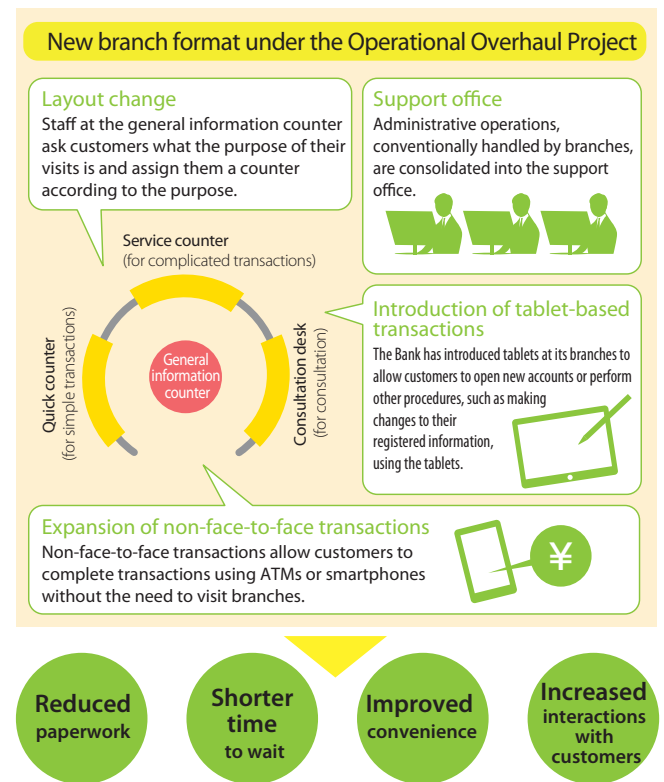 New branch format under the Operational Overhaul Project
Layout change
Staff at the general information counter
ask customers what the purpose of their
visits is and assign them a counter
according to the purpose.
Support office
Administrative operations,
conventionally handled by branches,
are consolidated into the support
office.
Service counter
(for complicated transactions)
Quick counter
(for simple transactions)
General
information
counter
Consultation desk
(for consultation)
Introduction of tablet-based
transactions
The Bank has introduced tablets at its branches to
allow customers to open new accounts or perform
other procedures, such as making
changes to their
registered information,
using the tablets.
Expansion of non-face-to-face transactions
Non-face-to-face transactions allow customers to
complete transactions using ATMs or smartphones
without the need to visit branches.
¥
Reduced
paperwork
Shorter
time
to wait
Improved
convenience
Increased
interactions
with
customers